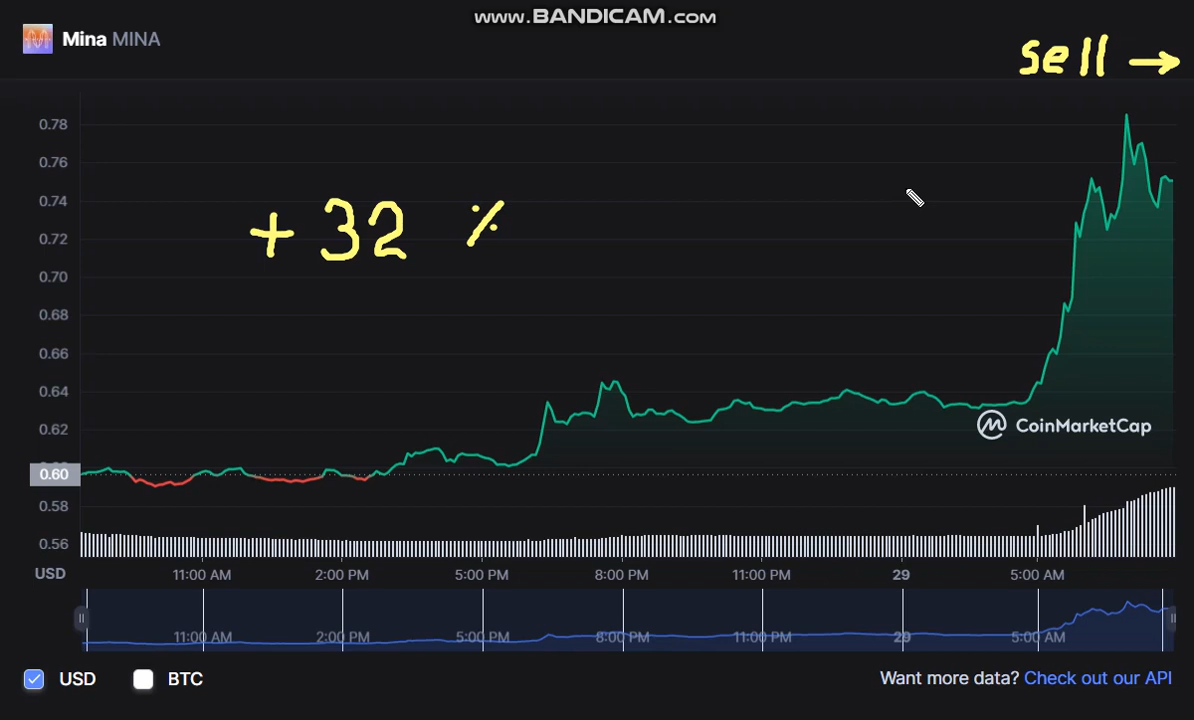 www.BANDICAM.com
Mina MINA
sell →
0.78
0.76
0.74
+ 32 %
0.72
0.70
0.68
0.66
0.64
CoinMarketCap
0.62
0.60
0.58
0.56
USD 11:00 AM 2:00 PM 5:00 PM 8:00 PM 11:00 PM 29 5:00 AM
11:00 AM 2:00 PM 5:00 PM 8:00 PM 11:00 PM 29 5:00 AM
USD BTC Want more data? Check out our API